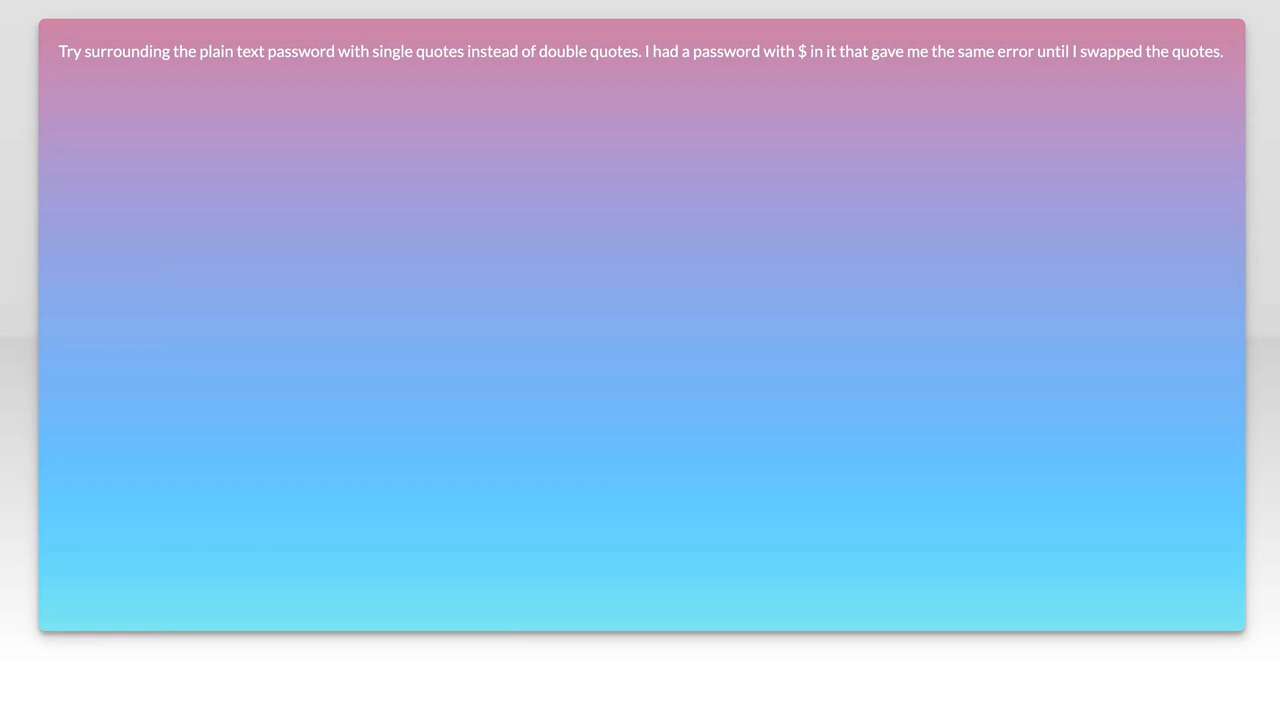 Try surrounding the plain text password with single quotes instead of double quotes. I had a password with $ in it that gave me the same error until I swapped the quotes.